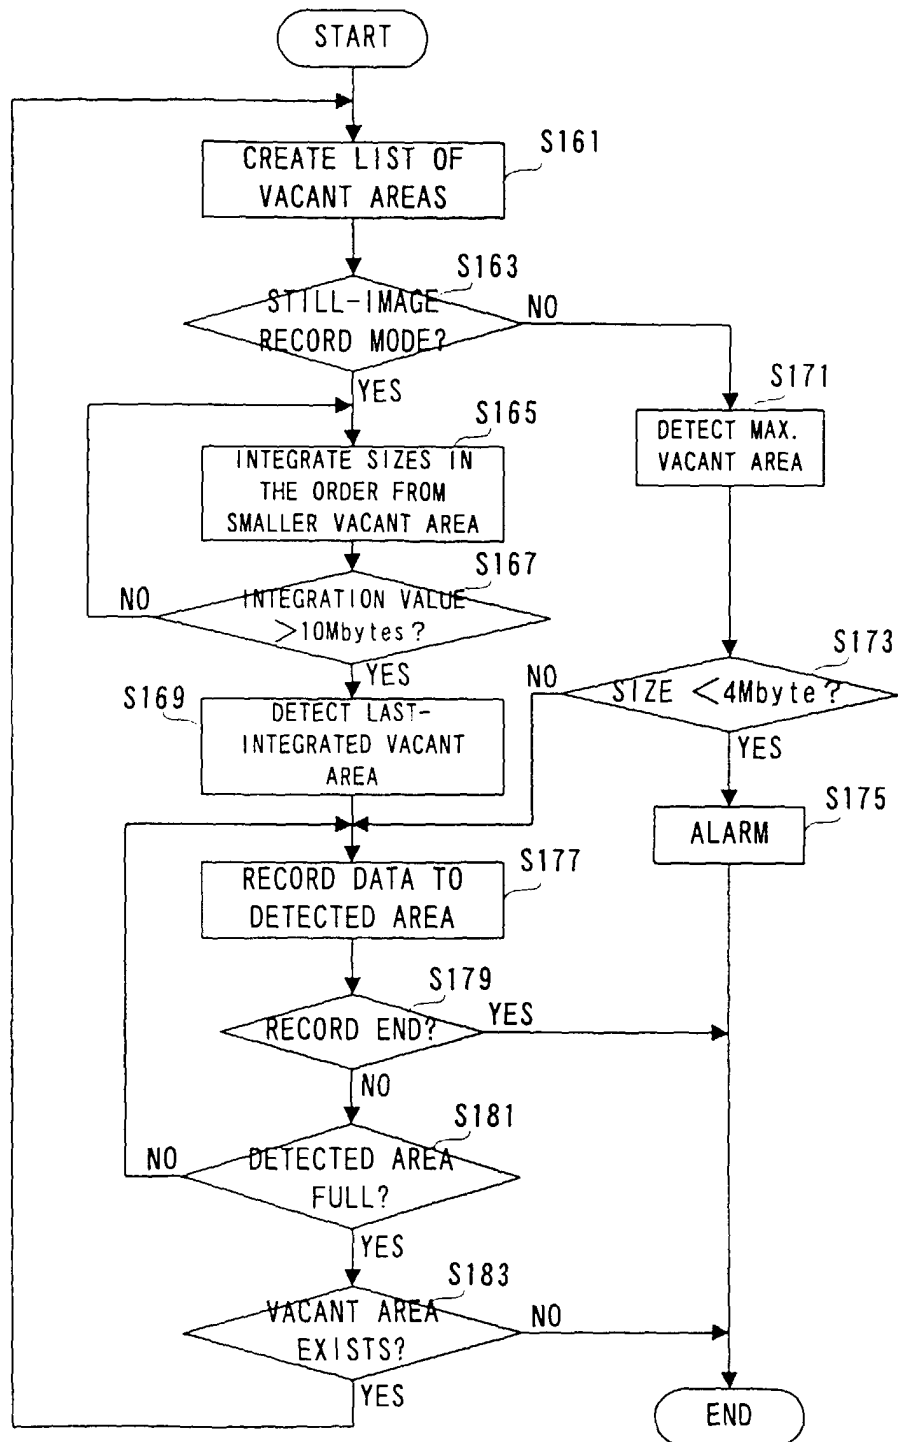 START
S161
CREATE LIST OF
VACANT AREAS
S163
STILL-IMAGE
RECORD MODE?
NO
YES
S171
DETECT MAX.
VACANT AREA
S165
INTEGRATE SIZES IN
THE ORDER FROM
SMALLER VACANT AREA
S167
INTEGRATION VALUE
>10Mbytes?
NO
YES
S173
SIZE <4Mbyte?
NO
YES
S169
DETECT LAST-
INTEGRATED VACANT
AREA
S175
ALARM
S177
RECORD DATA TO
DETECTED AREA
S179
RECORD END?
YES
NO
S181
DETECTED AREA
FULL?
NO
YES
S183
VACANT AREA
EXISTS?
NO
YES
END